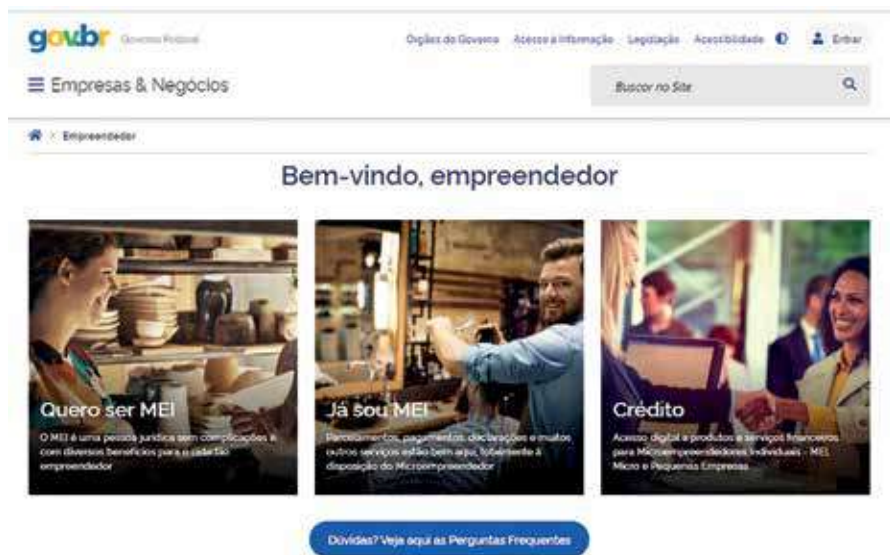 gov.br Governo Federal Órgãos do Governo Acesso à Informação Legislação Acessibilidade Entrar
Empresas & Negócios Buscar no Site
Empreendedor
Bem-vindo, empreendedor
Quero ser MEI
O MEI é uma pessoa jurídica sem complicações e
com diversos benefícios para o cidadão
empreendedor
Já sou MEI
Parcelamentos, pagamentos, declarações e muitos
outros serviços estão bem aqui, totalmente à
disposição do Microempreendedor
Crédito
Acesso digital a produtos e serviços financeiros
para Microempreendedores Individuais - MEI,
Micro e Pequenas Empresas
Dúvidas? Veja aqui as Perguntas Frequentes